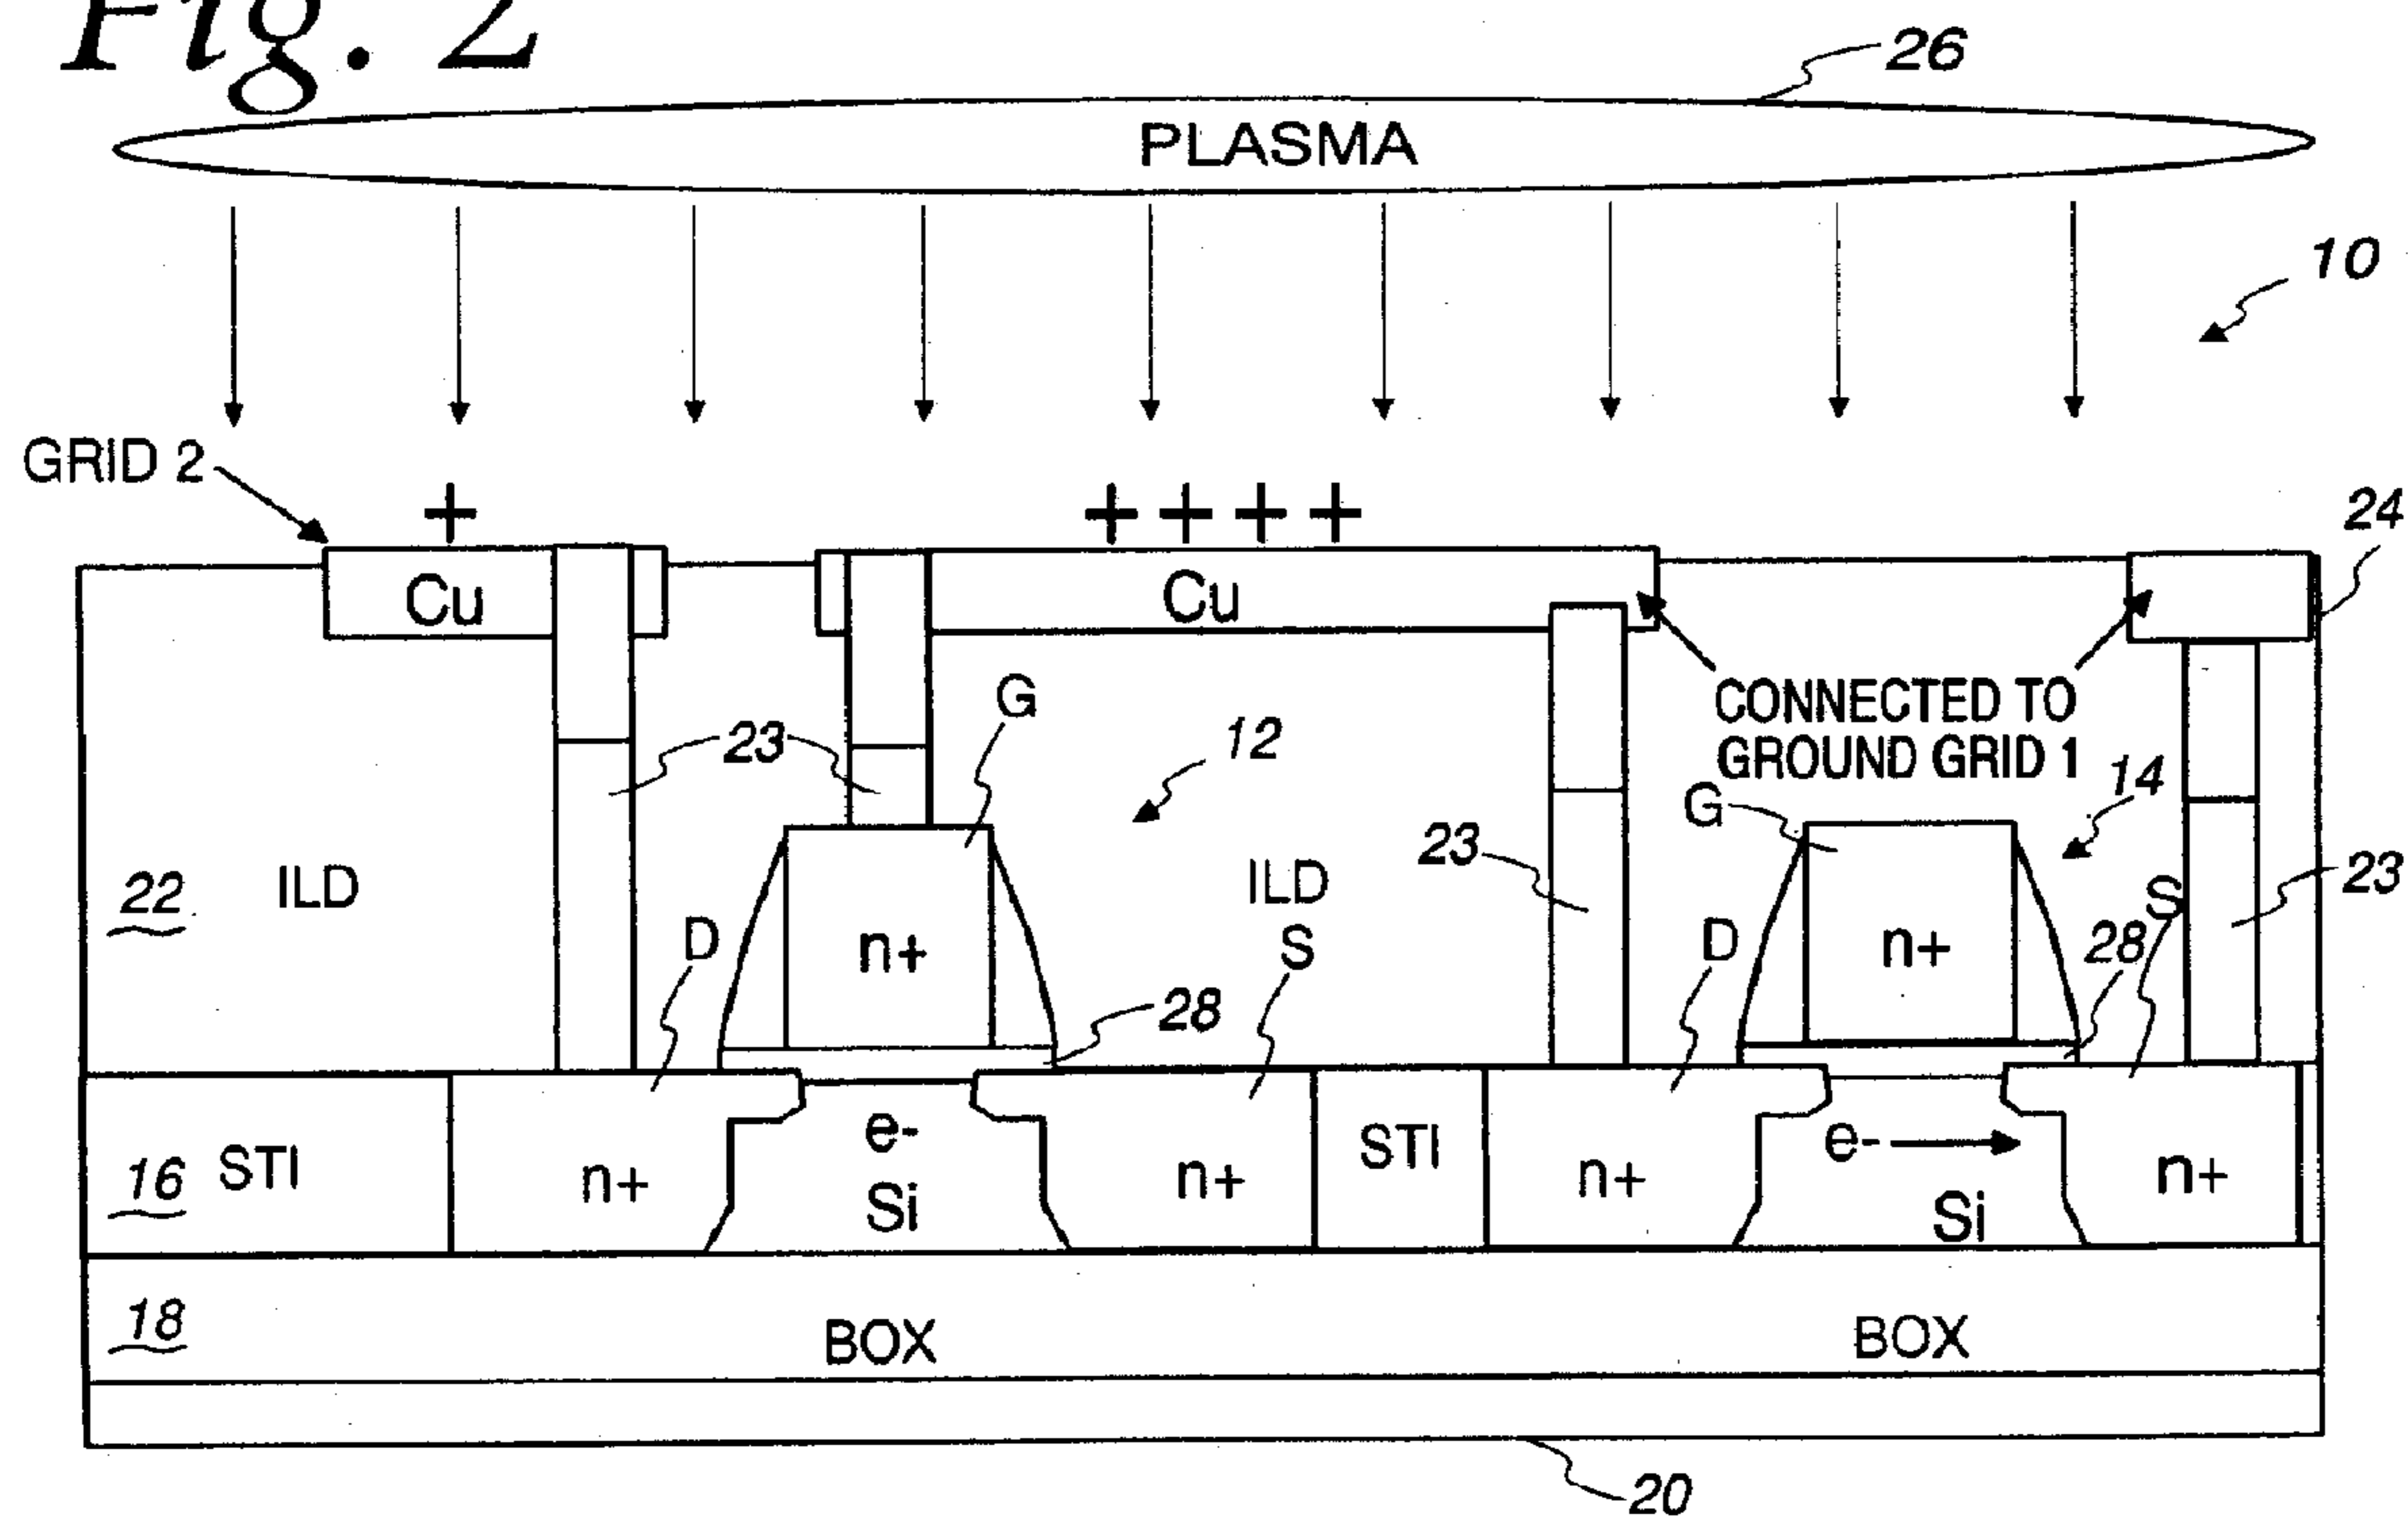 Fig. 2
26
PLASMA
10
GRID 2
+
+ + + +
24
Cu
Cu
G
23
12
CONNECTED TO
GROUND GRID 1
14
G
23
S
23
22
ILD
ILD
D
n+
S
D
n+
28
28
e-
e-
16
STI
n+
Si
n+
STI
n+
Si
n+
18
BOX
BOX
20